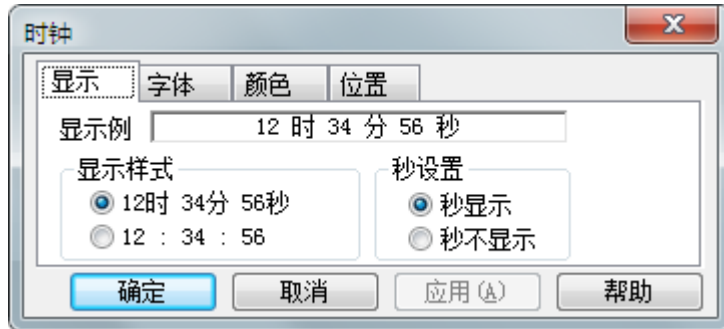 时钟
显示 字体 颜色 位置
显示例 12 时 34 分 56 秒
显示样式 秒设置
12时 34分 56秒 秒显示
12 : 34 : 56 秒不显示
确定 取消 应用(A) 帮助